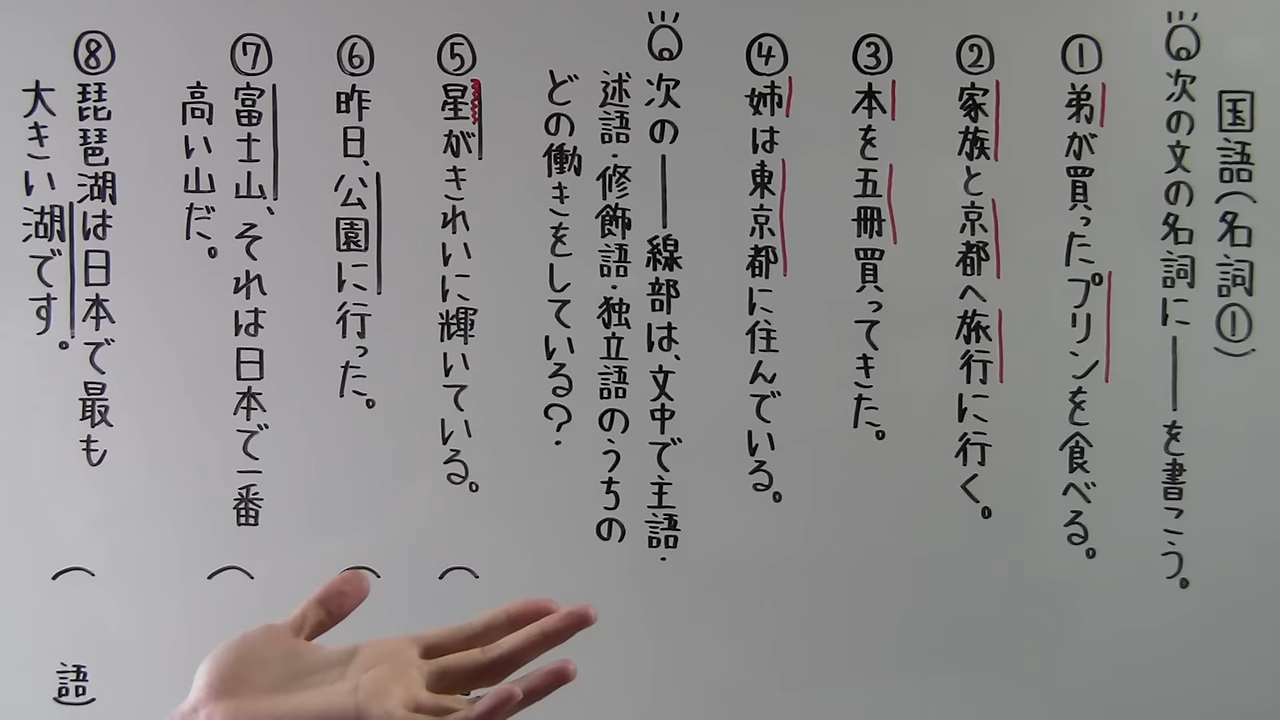 国語(名詞①)
次の文の名詞に――を書こう。
①弟が買ったプリンを食べる。
②家族と京都へ旅行に行く。
③本を五冊買ってきた。
④姉は東京都に住んでいる。
次の――線部は、文中で主語・
述語・修飾語・独立語のうちの
どの働きをしている?
⑤星がきれいに輝いている。(
⑥昨日、公園に行った。(
⑦富士山、それは日本で一番(
高い山だ。
⑧琵琶湖は日本で最も
大きい湖です。( 語)